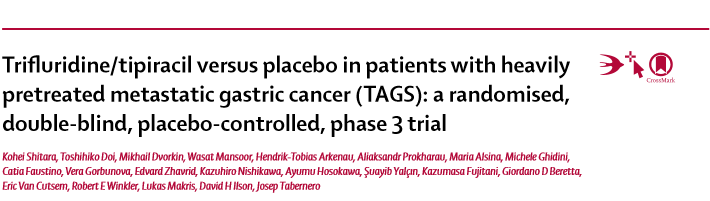 Trifluridine/tipiracil versus placebo in patients with heavily
pretreated metastatic gastric cancer (TAGS): a randomised,
double-blind, placebo-controlled, phase 3 trial
CrossMark
Kohei Shitara, Toshihiko Doi, Mikhail Dvorkin, Wasat Mansoor, Hendrik-Tobias Arkenau, Aliaksandr Prokharau, Maria Alsina, Michele Ghidini,
Catia Faustino, Vera Gorbunova, Edvard Zhavrid, Kazuhiro Nishikawa, Ayumu Hosokawa, Şuayib Yalçın, Kazumasa Fujitani, Giordano D Beretta,
Eric Van Cutsem, Robert E Winkler, Lukas Makris, David H Ilson, Josep Tabernero